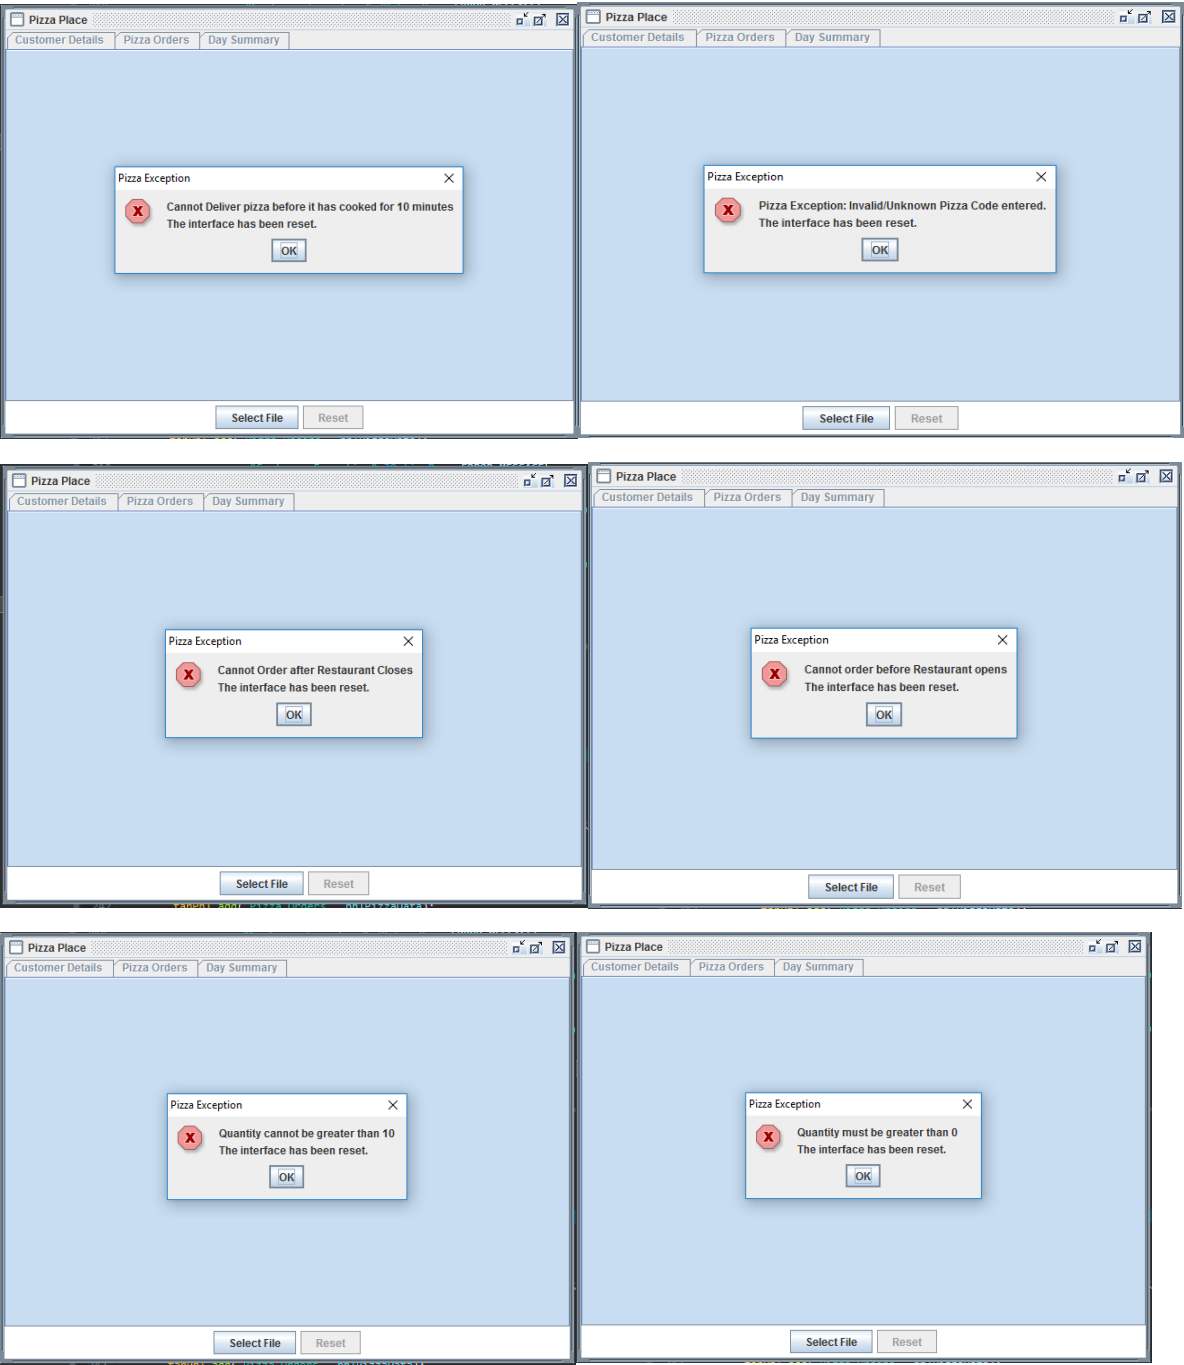 Pizza Place
Customer Details Pizza Orders Day Summary
Pizza Exception
Cannot Deliver pizza before it has cooked for 10 minutes
The interface has been reset.
OK
Select File Reset
Pizza Place
Customer Details Pizza Orders Day Summary
Pizza Exception
Pizza Exception: Invalid/Unknown Pizza Code entered.
The interface has been reset.
OK
Select File Reset
Pizza Place
Customer Details Pizza Orders Day Summary
Pizza Exception
Cannot Order after Restaurant Closes
The interface has been reset.
OK
Select File Reset
Pizza Place
Customer Details Pizza Orders Day Summary
Pizza Exception
Cannot order before Restaurant opens
The interface has been reset.
OK
Select File Reset
Pizza Place
Customer Details Pizza Orders Day Summary
Pizza Exception
Quantity cannot be greater than 10
The interface has been reset.
OK
Select File Reset
Pizza Place
Customer Details Pizza Orders Day Summary
Pizza Exception
Quantity must be greater than 0
The interface has been reset.
OK
Select File Reset